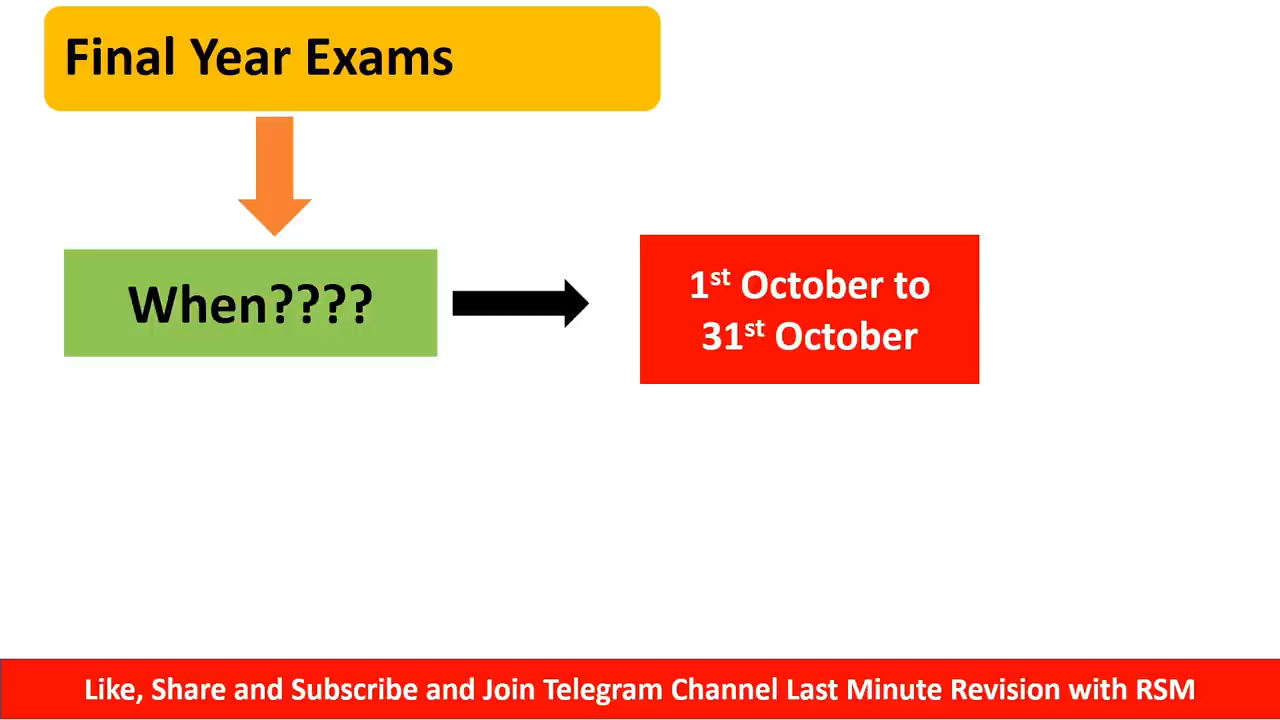 Final Year Exams
When????
1st October to
31st October
Like, Share and Subscribe and Join Telegram Channel Last Minute Revision with RSM